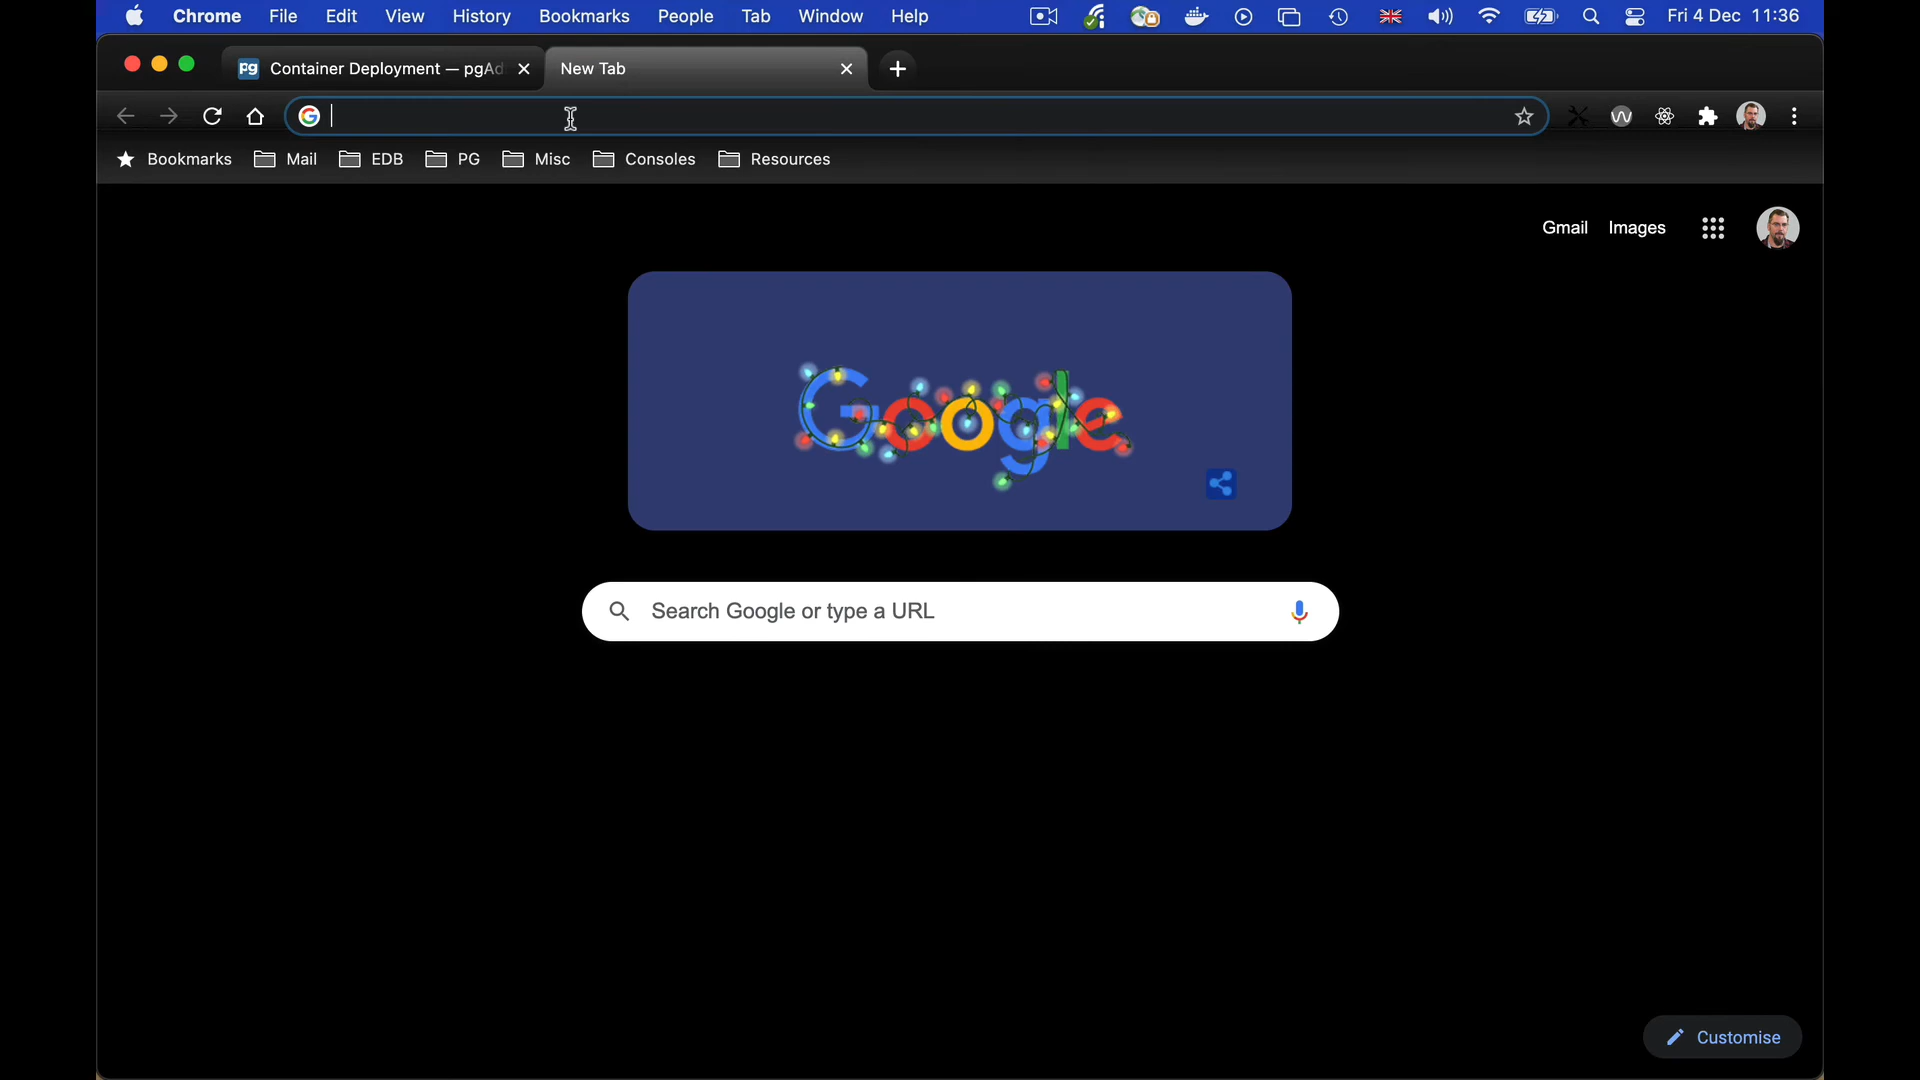 Chrome File Edit View History Bookmarks People Tab Window Help Fri 4 Dec 11:36
pg Container Deployment — pgAd New Tab
Bookmarks Mail EDB PG Misc Consoles Resources
Gmail Images
Google
Search Google or type a URL
Customise